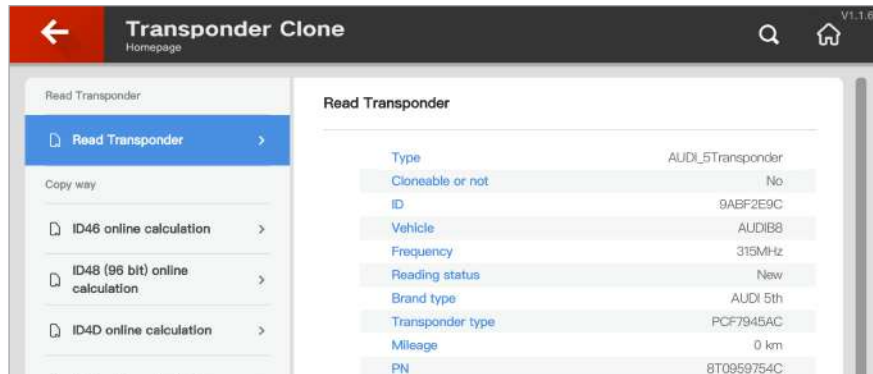 Transponder Clone
Homepage
V1.1.6
Read Transponder
Read Transponder
Copy way
ID46 online calculation
ID48 (96 bit) online
calculation
ID4D online calculation
Read Transponder
Type AUDI_5Transponder
Cloneable or not No
ID 9ABF2E9C
Vehicle AUDIB8
Frequency 315MHz
Reading status New
Brand type AUDI 5th
Transponder type PCF7945AC
Mileage 0 km
PN 8T0959754C